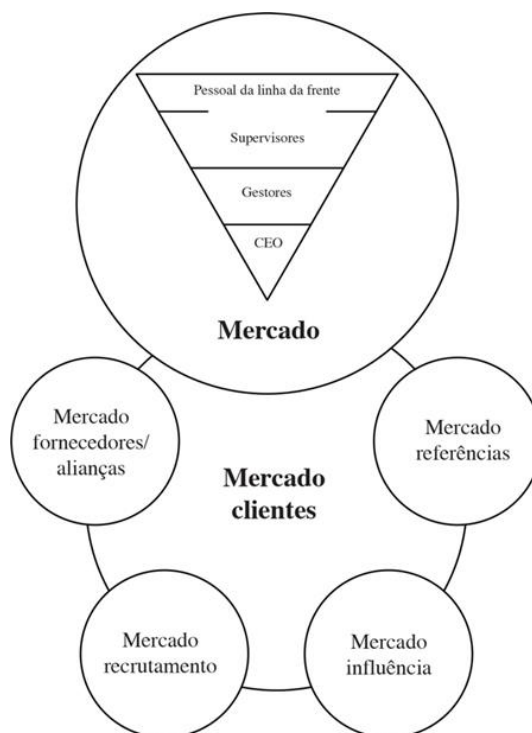 Pessoal da linha da frente
Supervisores
Gestores
CEO
Mercado
Mercado
fornecedores/
alianças
Mercado
referências
Mercado
clientes
Mercado
recrutamento
Mercado
influência